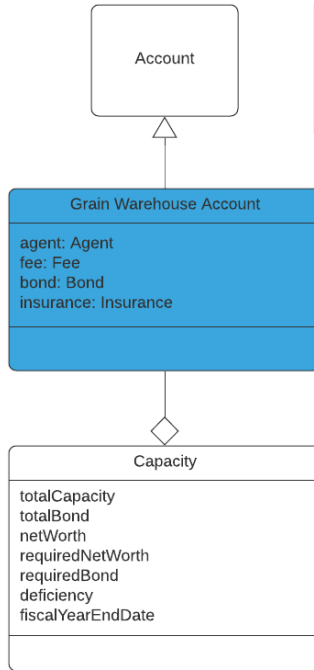 Account
Grain Warehouse Account
agent: Agent
fee: Fee
bond: Bond
insurance: Insurance
Capacity
totalCapacity
totalBond
netWorth
requiredNetWorth
requiredBond
deficiency
fiscalYearEndDate